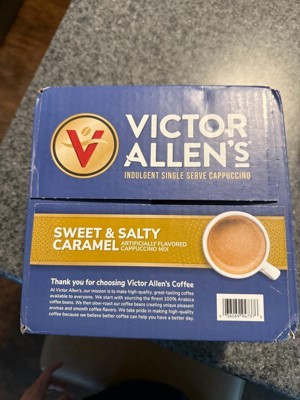 VICTOR
ALLEN'S
INDULGENT SINGLE SERVE CAPPUCCINO
SWEET & SALTY
CARAMEL ARTIFICIALLY FLAVORED
CAPPUCCINO MIX
Thank you for choosing Victor Allen's Coffee
At Victor Allen's, our mission is to make high-quality, great-tasting coffee
available to everyone. We start with sourcing the finest 100% Arabica
coffee beans. We then slow-roast our coffee beans creating unique pleasant
aromas and smooth coffee flavors. We take pride in making high-quality
coffee because we believe better coffee can help you have a better day.